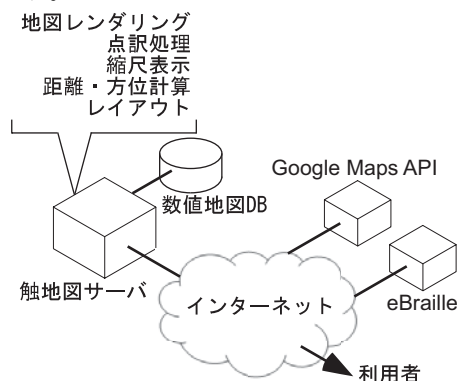 地図レンダリング
点訳処理
縮尺表示
距離・方位計算
レイアウト
数値地図DB
Google Maps API
触地図サーバ
インターネット
eBraille
利用者